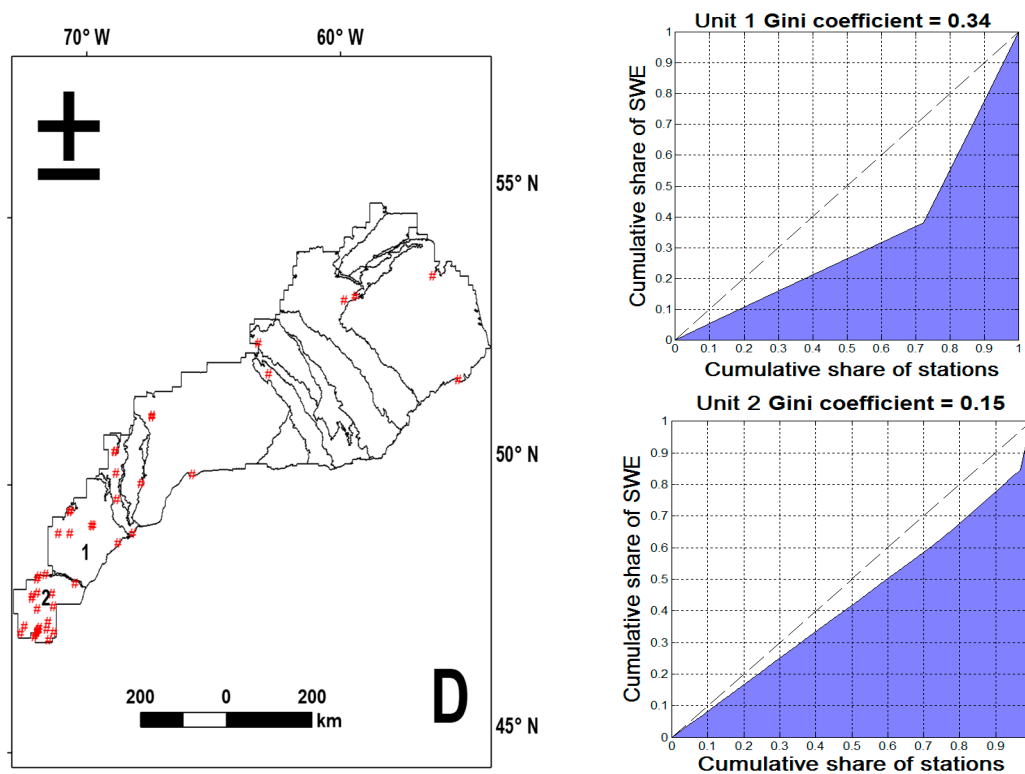 70° W 60° W
55° N
50° N
45° N
1
2
D
200 0 200
km
Unit 1 Gini coefficient = 0.34
Cumulative share of SWE
1
0.9
0.8
0.7
0.6
0.5
0.4
0.3
0.2
0.1
0
0 0.1 0.2 0.3 0.4 0.5 0.6 0.7 0.8 0.9 1
Cumulative share of stations
Unit 2 Gini coefficient = 0.15
Cumulative share of SWE
1
0.9
0.8
0.7
0.6
0.5
0.4
0.3
0.2
0.1
0
0 0.1 0.2 0.3 0.4 0.5 0.6 0.7 0.8 0.9
Cumulative share of stations